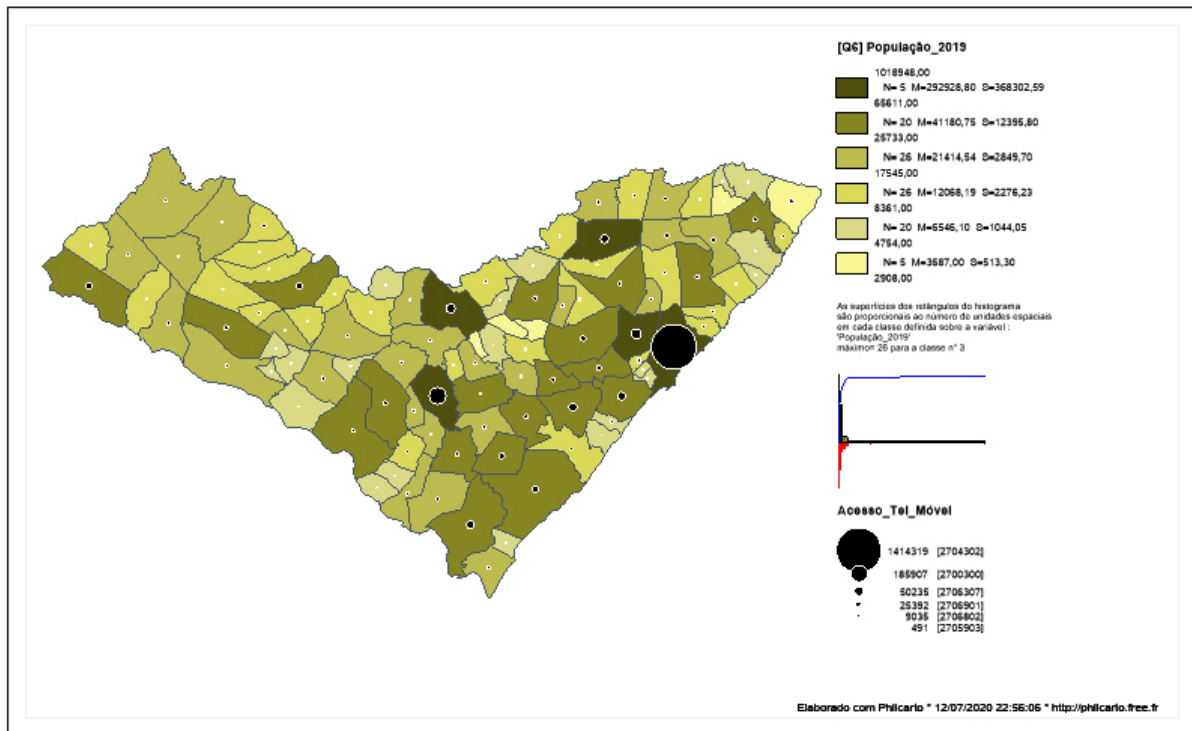 [Q6] População_2019
1018948,00
N= 5 M=292928,80 S=368302,59
65611,00
N= 20 M=41180,75 S=12395,80
25733,00
N= 26 M=21414,54 S=2849,70
17545,00
N= 26 M=12068,19 S=2276,23
8361,00
N= 20 M=6546,10 S=1044,05
4754,00
N= 5 M=3687,00 S=513,30
2908,00
As superfícies dos retângulos do histograma
são proporcionais ao número de unidades espaciais
em cada classe definida sobre a variável :
'População_2019'
máximo= 26 para a classe n° 3
Acesso_Tel_Móvel
1414319 [2704302]
185907 [2700300]
50235 [2706307]
25392 [2706901]
9035 [2706802]
491 [2705903]
Elaborado com Philcarto * 12/07/2020 22:56:06 * http://philcarto.free.fr